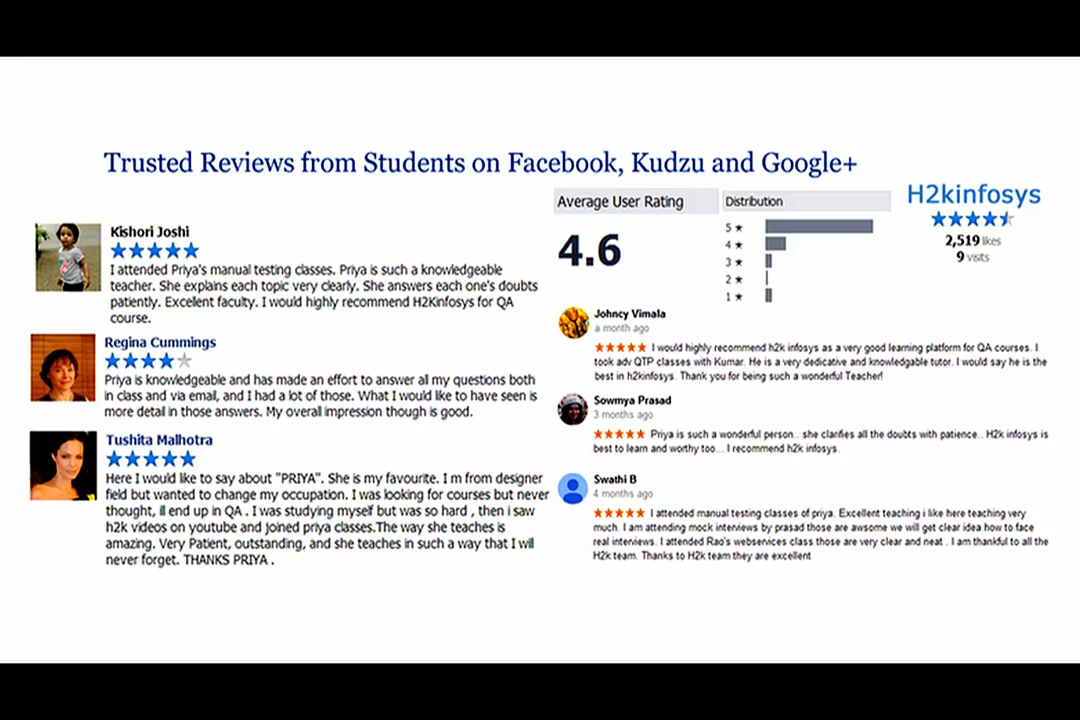 Trusted Reviews from Students on Facebook, Kudzu and Google+
Kishori Joshi
I attended Priya's manual testing classes. Priya is such a knowledgeable
teacher. She explains each topic very clearly. She answers each one's doubts
patiently. Excellent faculty. I would highly recommend H2Kinfosys for QA
course.
Regina Cummings
Priya is knowledgeable and has made an effort to answer all my questions both
in class and via email, and I had a lot of those. What I would like to have seen is
more detail in those answers. My overall impression though is good.
Tushita Malhotra
Here I would like to say about "PRIYA". She is my favourite. I m from designer
field but wanted to change my occupation. I was looking for courses but never
thought, ill end up in QA . I was studying myself but was so hard , then i saw
h2k videos on youtube and joined priya classes.The way she teaches is
amazing. Very Patient, outstanding, and she teaches in such a way that I will
never forget. THANKS PRIYA .
Average User Rating
4.6
Distribution
5 ★
4 ★
3 ★
2 ★
1 ★
H2kinfosys
2,519 likes
9 visits
Johncy Vimala
a month ago
I would highly recommend h2k infosys as a very good learning platform for QA courses. I
took adv QTP classes with Kumar. He is a very dedicative and knowledgable tutor. I would say he is the
best in h2kinfosys. Thank you for being such a wonderful Teacher!
Sowmya Prasad
3 months ago
Priya is such a wonderful person.. she clarifies all the doubts with patience.. H2k infosys is
best to learn and worthy too... I recommend h2k infosys.
Swathi B
4 months ago
I attended manual testing classes of priya. Excellent teaching i like here teaching very
much. I am attending mock interviews by prasad those are awsome we will get clear idea how to face
real interviews. I attended Rao's webservices class those are very clear and neat . I am thankful to all the
H2k team. Thanks to H2k team they are excellent